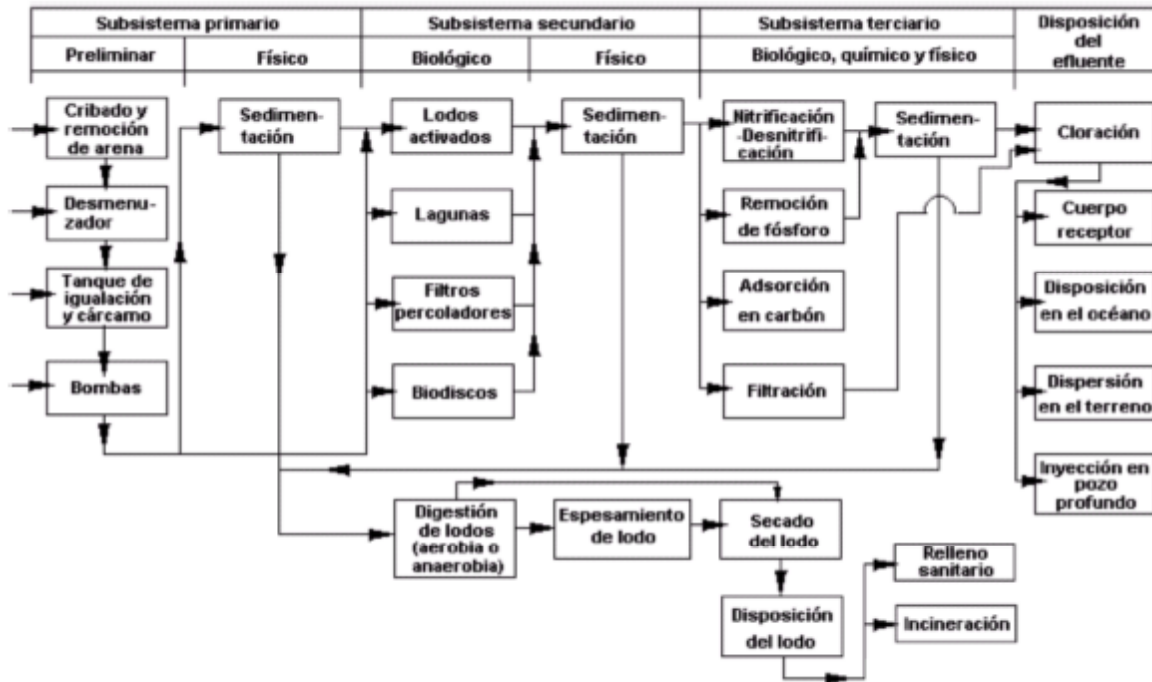 Subsistema primario
Subsistema secundario
Subsistema terciario
Disposición
del
efluente
Preliminar
Físico
Biológico
Físico
Biológico, químico y físico
Cribado y
remoción
de arena
Desmenu-
zador
Tanque de
igualación
y cárcamo
Bombas
Sedimen-
tación
Lodos
activados
Lagunas
Filtros
percoladores
Biodiscos
Sedimen-
tación
Nitrificación
-Desnitrifi-
cación
Remoción
de fósforo
Adsorción
en carbón
Filtración
Sedimen-
tación
Cloración
Cuerpo
receptor
Disposición
en el océano
Dispersión
en el terreno
Inyección en
pozo
profundo
Digestión
de lodos
(aerobia o
anaerobia)
Espesamiento
de lodo
Secado
del lodo
Disposición
del lodo
Relleno
sanitario
Incineración